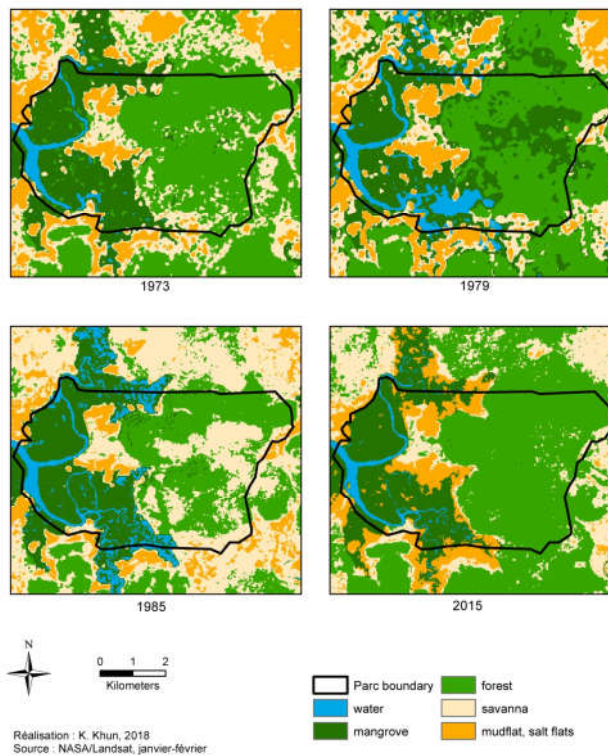 1973
1979
1985
2015
N
0 1 2
Kilometers
Parc boundary
forest
water
savanna
mangrove
mudflat, salt flats
Réalisation : K. Khun, 2018
Source : NASA/Landsat, janvier-février